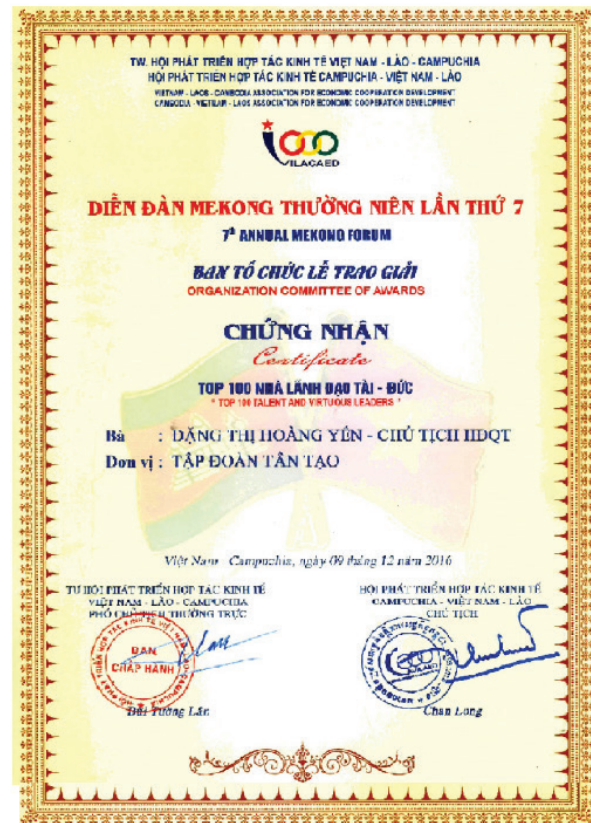 TW. HỘI PHÁT TRIỂN HỢP TÁC KINH TẾ VIỆT NAM - LÀO - CAMPUCHIA
HỘI PHÁT TRIỂN HỢP TÁC KINH TẾ CAMPUCHIA - VIỆT NAM - LÀO
VIETNAM - LAOS - CAMBODIA ASSOCIATION FOR ECONOMIC COOPERATION DEVELOPMENT
CAMBODIA - VIETNAM - LAOS ASSOCIATION FOR ECONOMIC COOPERATION DEVELOPMENT
VILACAED
DIỄN ĐÀN MEKONG THƯỜNG NIÊN LẦN THỨ 7
7th ANNUAL MEKONG FORUM
BAN TỔ CHỨC LỄ TRAO GIẢI
ORGANIZATION COMMITTEE OF AWARDS
CHỨNG NHẬN
Certificate
TOP 100 NHÀ LÃNH ĐẠO TÀI - ĐỨC
" TOP 100 TALENT AND VIRTUOUS LEADERS "
Bà : ĐẶNG THỊ HOÀNG YẾN - CHỦ TỊCH HĐQT
Đơn vị : TẬP ĐOÀN TÂN TẠO
Việt Nam - Campuchia, ngày 09 tháng 12 năm 2016
TW HỘI PHÁT TRIỂN HỢP TÁC KINH TẾ
VIỆT NAM - LÀO - CAMPUCHIA
PHÓ CHỦ TỊCH THƯỜNG TRỰC
BAN
CHẤP HÀNH
Bùi Tường Lân
HỘI PHÁT TRIỂN HỢP TÁC KINH TẾ
CAMPUCHIA - VIỆT NAM - LÀO
CHỦ TỊCH
Chan Long